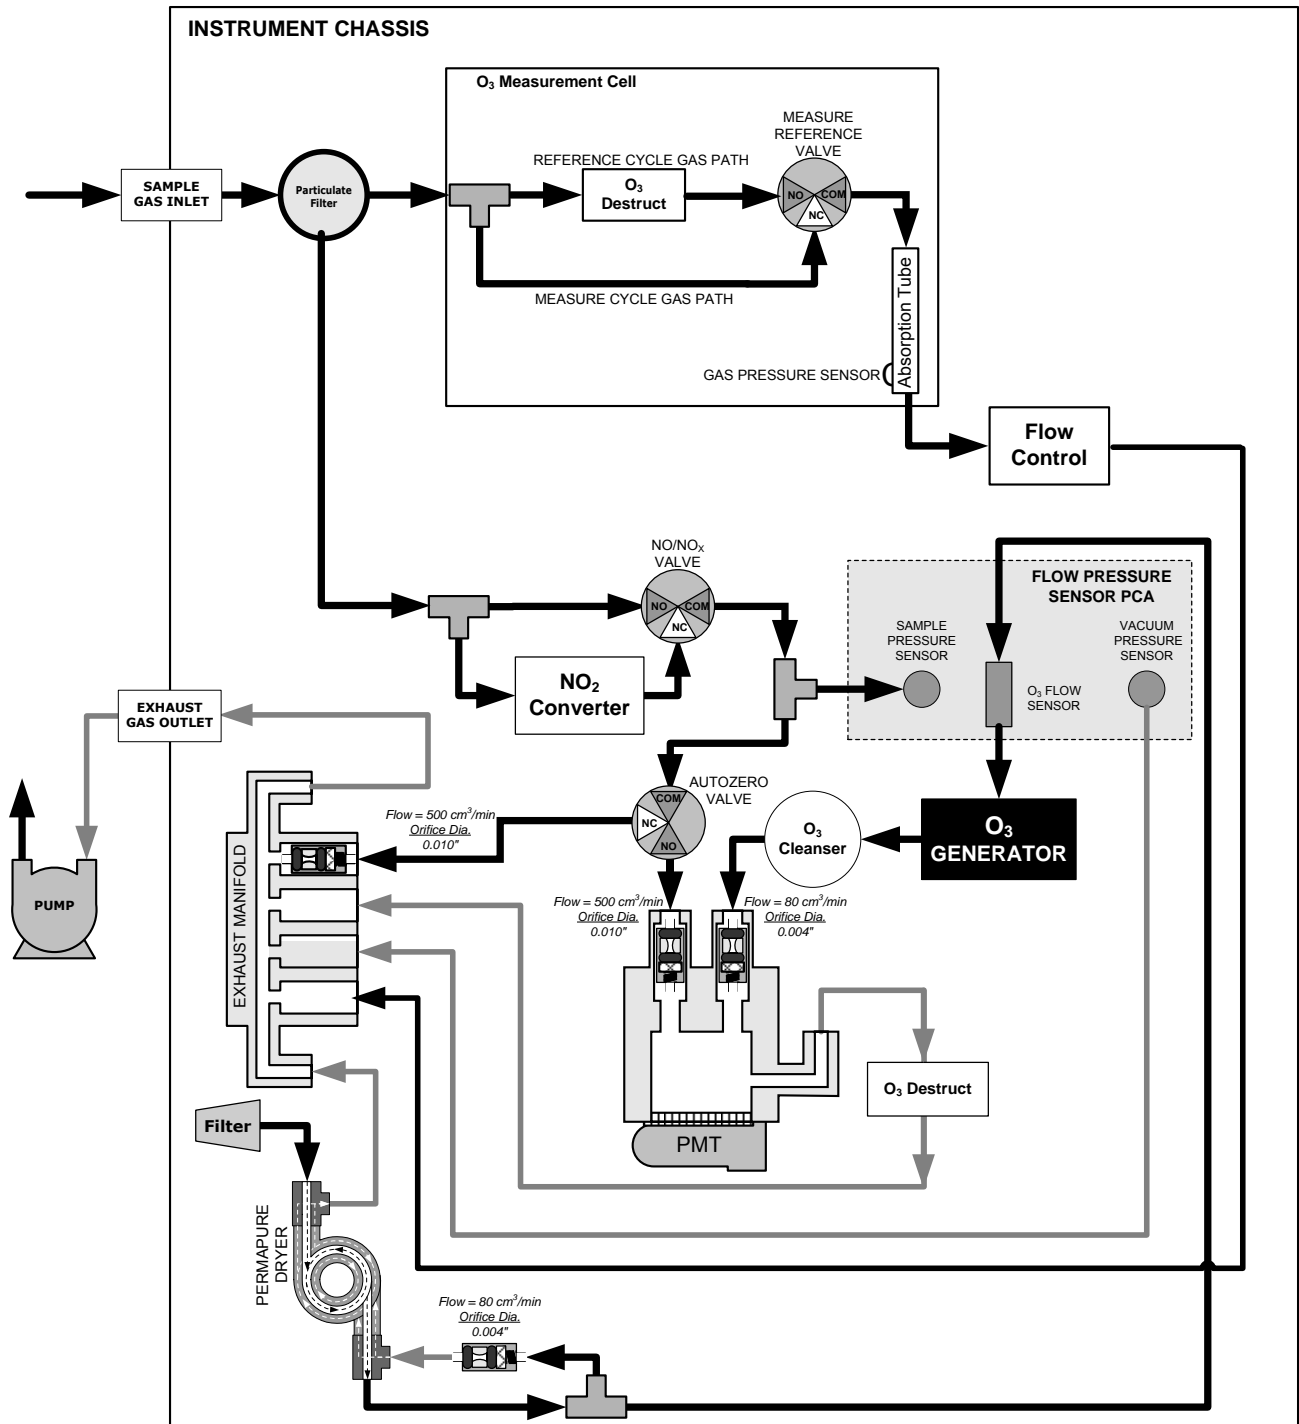 INSTRUMENT CHASSIS
O₃ Measurement Cell
MEASURE
REFERENCE
VALVE
REFERENCE CYCLE GAS PATH
SAMPLE
GAS INLET
Particulate
Filter
O₃
Destruct
NO
COM
NC
MEASURE CYCLE GAS PATH
Absorption Tube
GAS PRESSURE SENSOR
Flow
Control
NO/NOₓ
VALVE
NO
COM
NC
FLOW PRESSURE
SENSOR PCA
SAMPLE
PRESSURE
SENSOR
VACUUM
PRESSURE
SENSOR
O₃ FLOW
SENSOR
NO₂
Converter
EXHAUST
GAS OUTLET
AUTOZERO
VALVE
COM
NC
NO
Flow = 500 cm³/min
Orifice Dia.
0.010"
O₃
Cleanser
O₃
GENERATOR
PUMP
EXHAUST MANIFOLD
Flow = 500 cm³/min
Orifice Dia.
0.010"
Flow = 80 cm³/min
Orifice Dia.
0.004"
O₃ Destruct
PMT
Filter
PERMAPURE
DRYER
Flow = 80 cm³/min
Orifice Dia.
0.004"